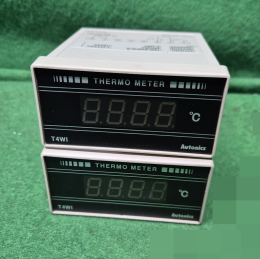 THERMO METER
8.8.8.8
℃
T4WI
Autonics
THERMO METER
8.8.8.8
℃
T4WI
Autonics